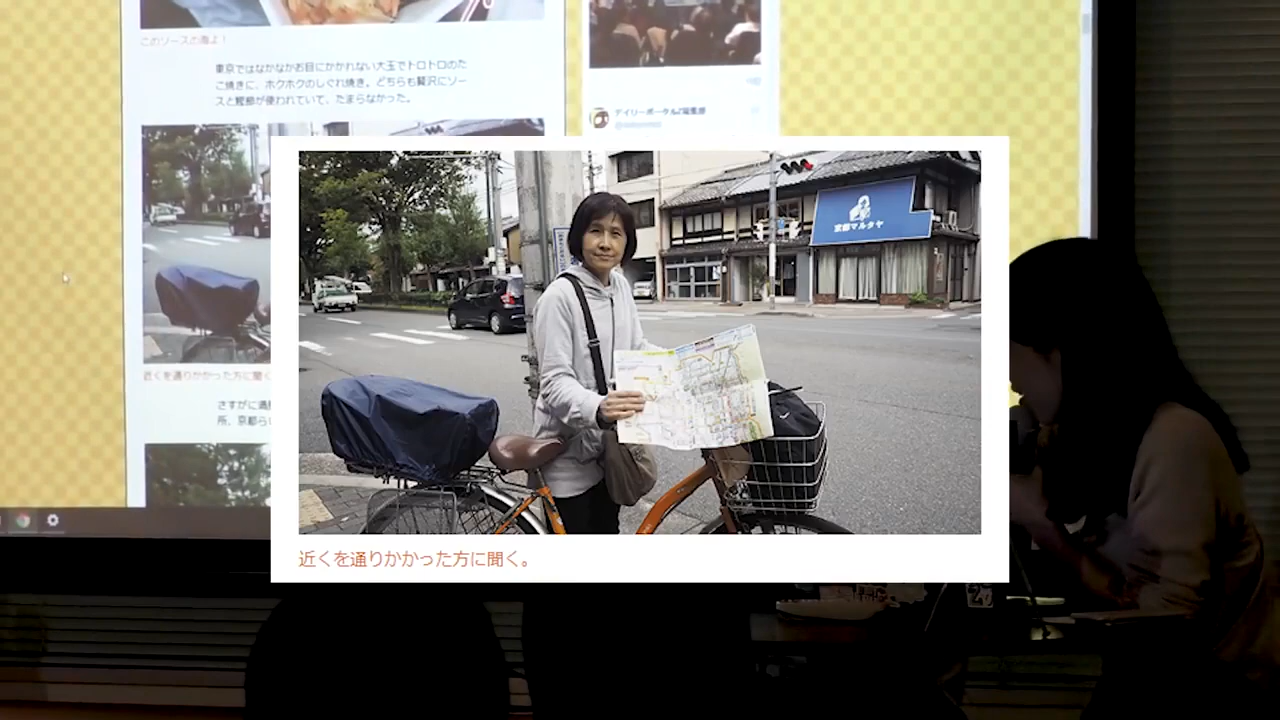 このソースの海よ！
東京ではなかなかお目にかかれない大玉でトロトロのた
こ焼きに、ホクホクのしぐれ焼き。どちらも贅沢にソー
スと鰹節が使われていて、たまらなかった。
デイリーポータルZ編集部
京都マルタヤ
近くを通りかかった方に聞く。
近くを通りかかった方に聞く
さすがに満
所、京都ら